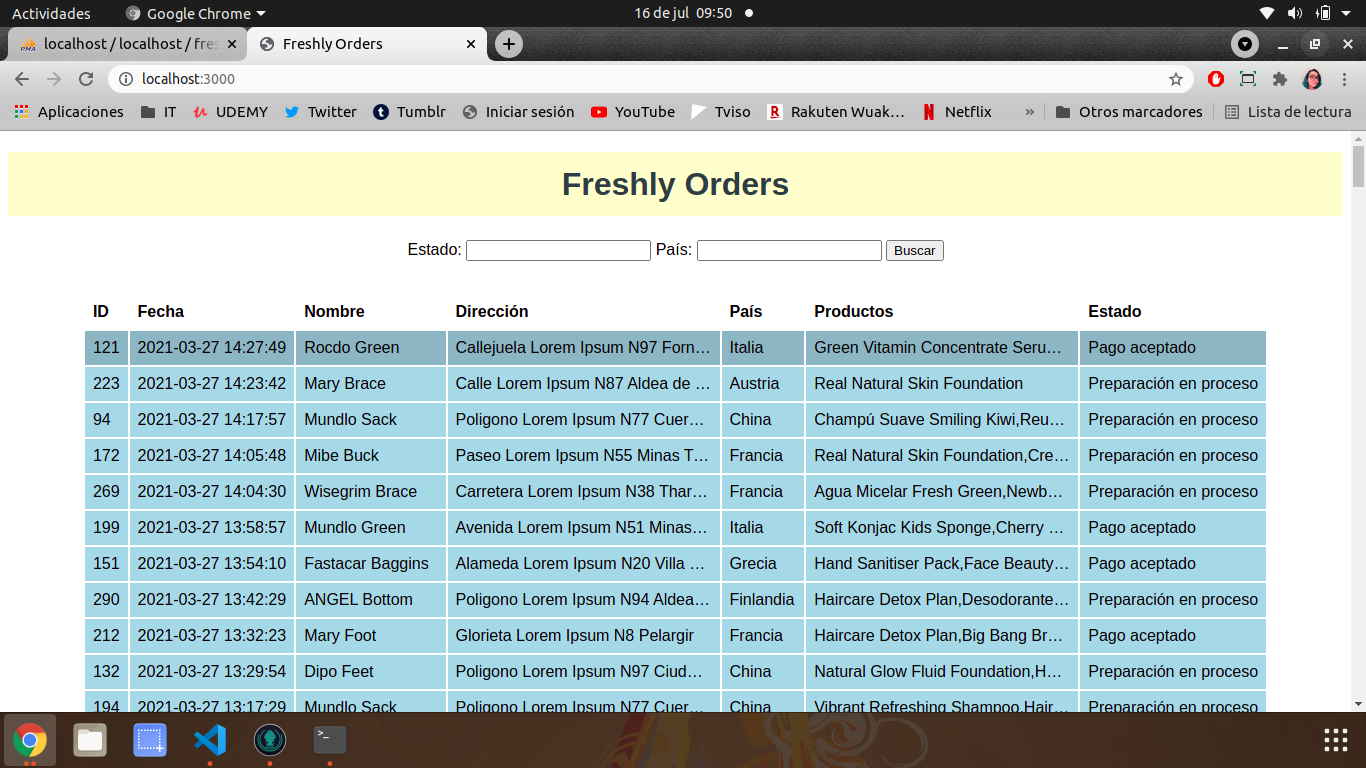 Actividades Google Chrome 16 de jul 09:50
localhost / localhost / fres Freshly Orders
localhost:3000
Aplicaciones IT UDEMY Twitter Tumblr Iniciar sesión YouTube Tviso Rakuten Wuak… Netflix » Otros marcadores Lista de lectura
Freshly Orders
Estado: País: Buscar
ID Fecha Nombre Dirección País Productos Estado
121 2021-03-27 14:27:49 Rocdo Green Callejuela Lorem Ipsum N97 Forn… Italia Green Vitamin Concentrate Seru… Pago aceptado
223 2021-03-27 14:23:42 Mary Brace Calle Lorem Ipsum N87 Aldea de … Austria Real Natural Skin Foundation Preparación en proceso
94 2021-03-27 14:17:57 Mundlo Sack Poligono Lorem Ipsum N77 Cuer… China Champú Suave Smiling Kiwi,Reu… Preparación en proceso
172 2021-03-27 14:05:48 Mibe Buck Paseo Lorem Ipsum N55 Minas T… Francia Real Natural Skin Foundation,Cre… Preparación en proceso
269 2021-03-27 14:04:30 Wisegrim Brace Carretera Lorem Ipsum N38 Thar… Francia Agua Micelar Fresh Green,Newb… Preparación en proceso
199 2021-03-27 13:58:57 Mundlo Green Avenida Lorem Ipsum N51 Minas… Italia Soft Konjac Kids Sponge,Cherry … Pago aceptado
151 2021-03-27 13:54:10 Fastacar Baggins Alameda Lorem Ipsum N20 Villa … Grecia Hand Sanitiser Pack,Face Beauty… Pago aceptado
290 2021-03-27 13:42:29 ANGEL Bottom Poligono Lorem Ipsum N94 Aldea… Finlandia Haircare Detox Plan,Desodorante… Preparación en proceso
212 2021-03-27 13:32:23 Mary Foot Glorieta Lorem Ipsum N8 Pelargir Francia Haircare Detox Plan,Big Bang Br… Pago aceptado
132 2021-03-27 13:29:54 Dipo Feet Poligono Lorem Ipsum N97 Ciud… China Natural Glow Fluid Foundation,H… Preparación en proceso
194 2021-03-27 13:17:29 Mundlo Sack Poligono Lorem Ipsum N77 Cuer… China Vibrant Refreshing Shampoo,Hair… Preparación en proceso